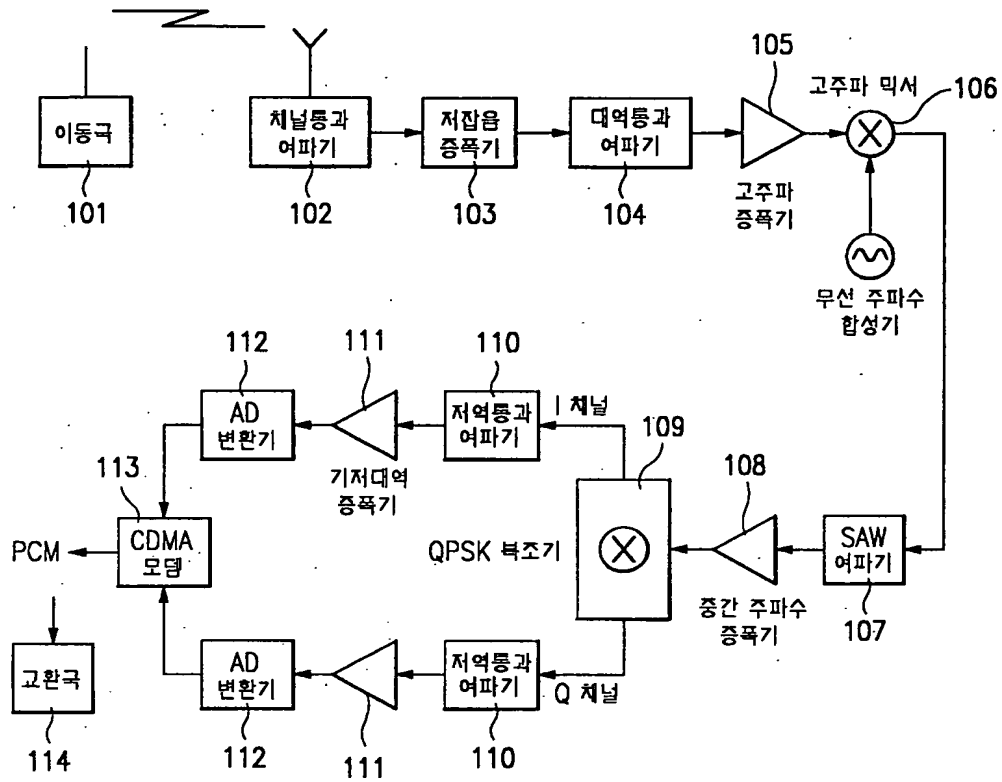 105
고주파 믹서
106
이동국
채널통과
여파기
저잡음
증폭기
대역통과
여파기
101
102
103
104
고주파
증폭기
무선 주파수
합성기
112
111
110
AD
변환기
저역통과
여파기
I 채널
109
기저대역
증폭기
108
113
CDMA
모뎀
PCM
QPSK 복조기
SAW
여파기
중간 주파수
증폭기
107
교환국
AD
변환기
저역통과
여파기
Q 채널
114
112
111
110